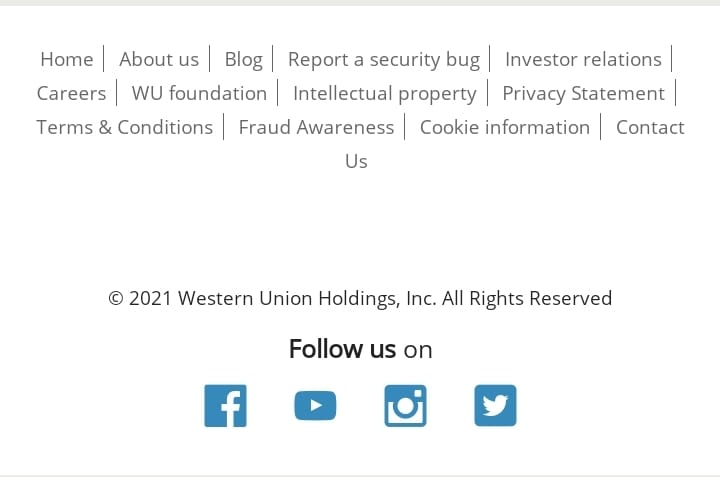 Home | About us | Blog | Report a security bug | Investor relations |
Careers | WU foundation | Intellectual property | Privacy Statement |
Terms & Conditions | Fraud Awareness | Cookie information | Contact
Us
© 2021 Western Union Holdings, Inc. All Rights Reserved
Follow us on